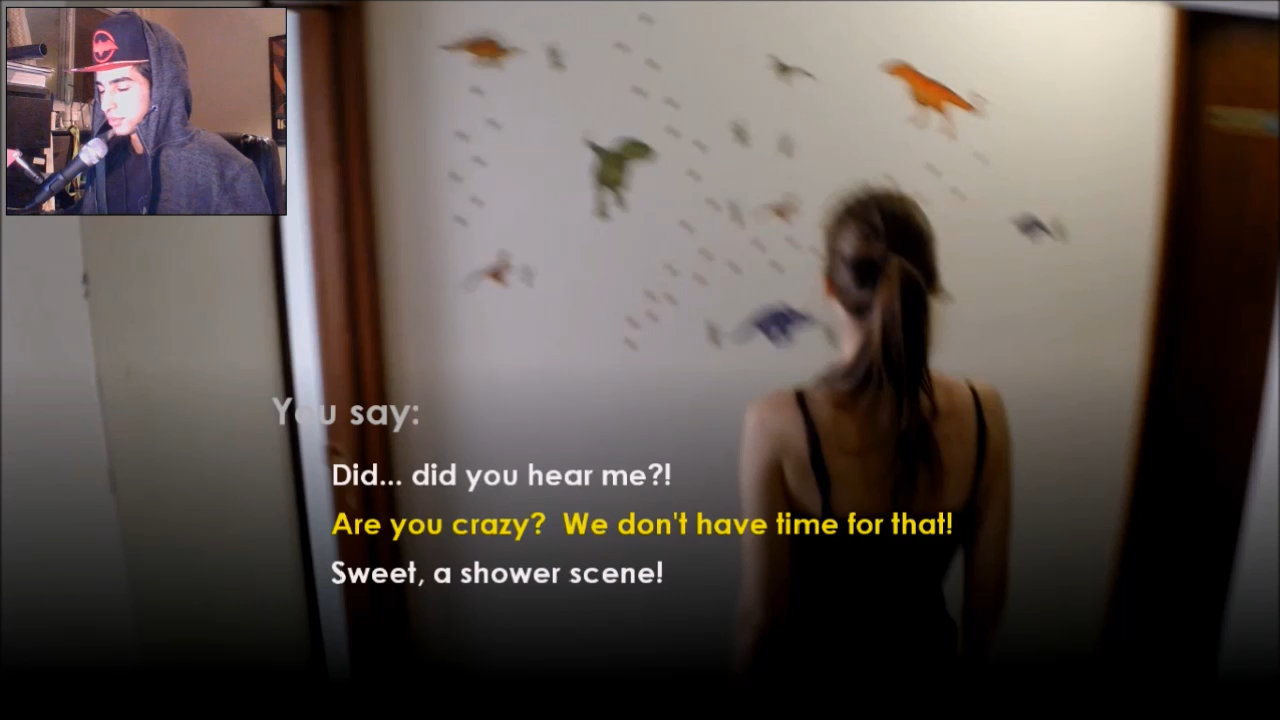 You say:
Did... did you hear me?!
Are you crazy? We don't have time for that!
Sweet, a shower scene!